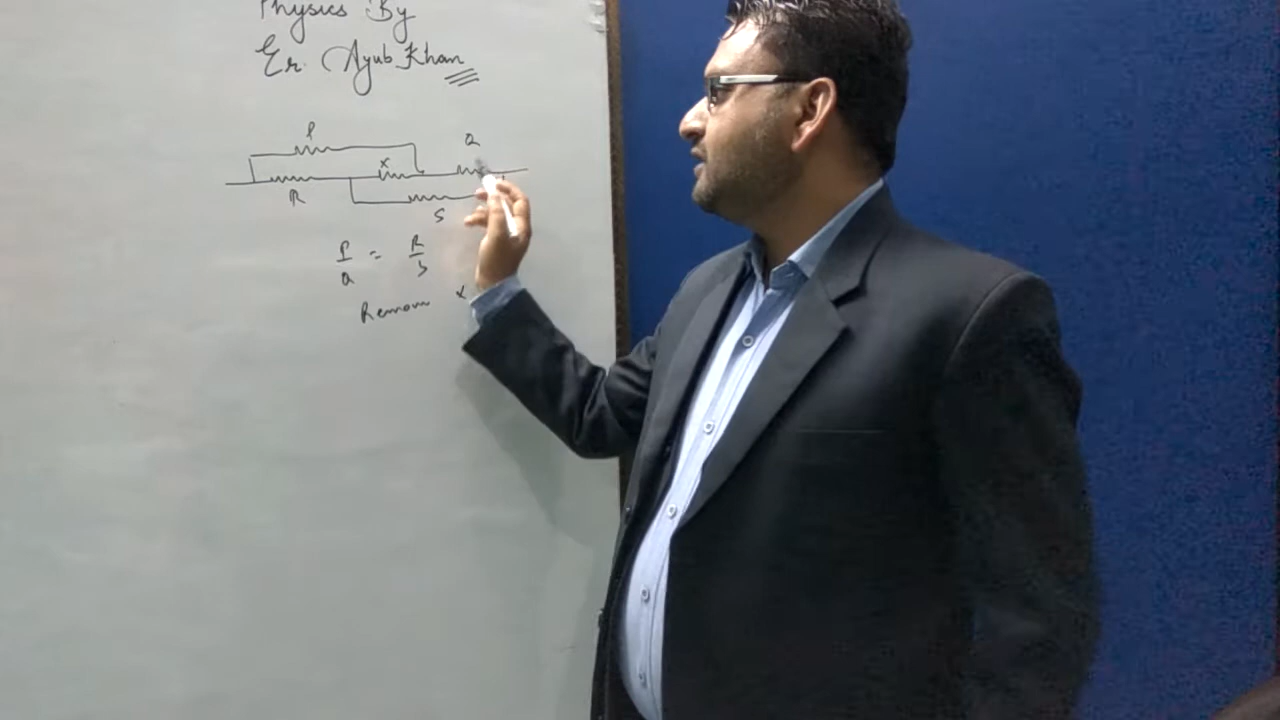 Physics By
Er. Ayub Khan
P
Q
X
R
S
P/Q = R/S
Remove X